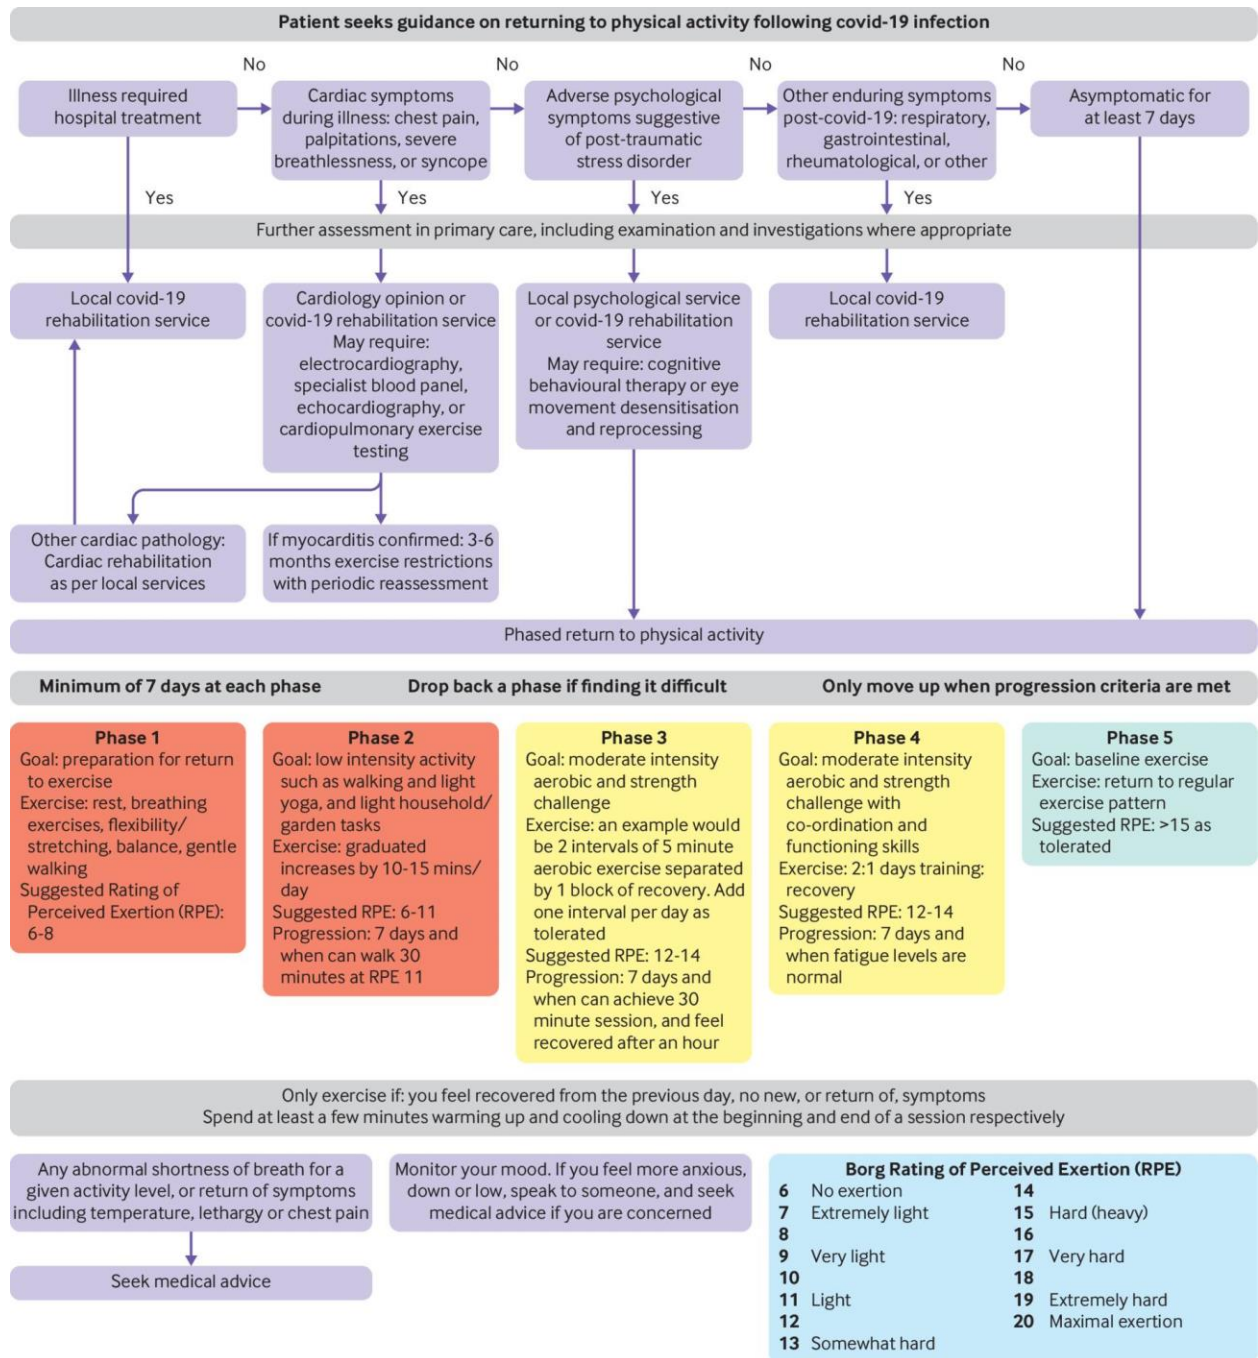 Patient seeks guidance on returning to physical activity following covid-19 infection
No
No
No
No
Illness required
hospital treatment
Cardiac symptoms
during illness: chest pain,
palpitations, severe
breathlessness, or syncope
Adverse psychological
symptoms suggestive
of post-traumatic
stress disorder
Other enduring symptoms
post-covid-19: respiratory,
gastrointestinal,
rheumatological, or other
Asymptomatic for
at least 7 days
Yes
Yes
Yes
Yes
Further assessment in primary care, including examination and investigations where appropriate
Local covid-19
rehabilitation service
Cardiology opinion or
covid-19 rehabilitation service
May require:
electrocardiography,
specialist blood panel,
echocardiography, or
cardiopulmonary exercise
testing
Local psychological service
or covid-19 rehabilitation
service
May require: cognitive
behavioural therapy or eye
movement desensitisation
and reprocessing
Local covid-19
rehabilitation service
Other cardiac pathology:
Cardiac rehabilitation
as per local services
If myocarditis confirmed: 3-6
months exercise restrictions
with periodic reassessment
Phased return to physical activity
Minimum of 7 days at each phase
Drop back a phase if finding it difficult
Only move up when progression criteria are met
Phase 1
Goal: preparation for return
to exercise
Exercise: rest, breathing
exercises, flexibility/
stretching, balance, gentle
walking
Suggested Rating of
Perceived Exertion (RPE):
6-8
Phase 2
Goal: low intensity activity
such as walking and light
yoga, and light household/
garden tasks
Exercise: graduated
increases by 10-15 mins/
day
Suggested RPE: 6-11
Progression: 7 days and
when can walk 30
minutes at RPE 11
Phase 3
Goal: moderate intensity
aerobic and strength
challenge
Exercise: an example would
be 2 intervals of 5 minute
aerobic exercise separated
by 1 block of recovery. Add
one interval per day as
tolerated
Suggested RPE: 12-14
Progression: 7 days and
when can achieve 30
minute session, and feel
recovered after an hour
Phase 4
Goal: moderate intensity
aerobic and strength
challenge with
co-ordination and
functioning skills
Exercise: 2:1 days training:
recovery
Suggested RPE: 12-14
Progression: 7 days and
when fatigue levels are
normal
Phase 5
Goal: baseline exercise
Exercise: return to regular
exercise pattern
Suggested RPE: >15 as
tolerated
Only exercise if: you feel recovered from the previous day, no new, or return of, symptoms
Spend at least a few minutes warming up and cooling down at the beginning and end of a session respectively
Any abnormal shortness of breath for a
given activity level, or return of symptoms
including temperature, lethargy or chest pain
Seek medical advice
Monitor your mood. If you feel more anxious,
down or low, speak to someone, and seek
medical advice if you are concerned
Borg Rating of Perceived Exertion (RPE)
6 No exertion
7 Extremely light
8
9 Very light
10
11 Light
12
13 Somewhat hard
14
15 Hard (heavy)
16
17 Very hard
18
19 Extremely hard
20 Maximal exertion